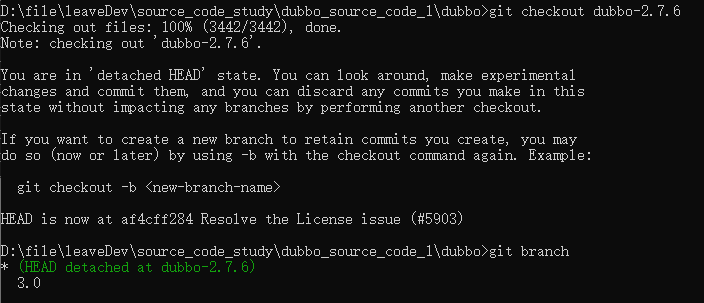 D:\file\leaveDev\source_code_study\dubbo_source_code_1\dubbo>git checkout dubbo-2.7.6
Checking out files: 100% (3442/3442), done.
Note: checking out 'dubbo-2.7.6'.
You are in 'detached HEAD' state. You can look around, make experimental
changes and commit them, and you can discard any commits you make in this
state without impacting any branches by performing another checkout.
If you want to create a new branch to retain commits you create, you may
do so (now or later) by using -b with the checkout command again. Example:
git checkout -b <new-branch-name>
HEAD is now at af4cff284 Resolve the License issue (#5903)
D:\file\leaveDev\source_code_study\dubbo_source_code_1\dubbo>git branch
* (HEAD detached at dubbo-2.7.6)
3.0